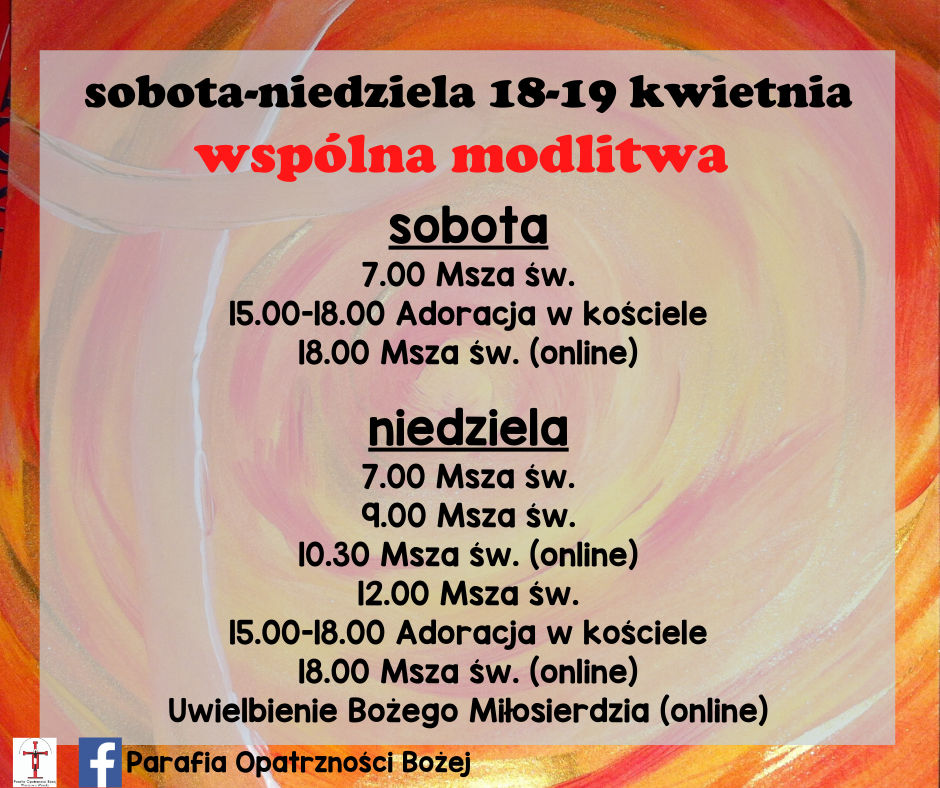 sobota-niedziela 18-19 kwietnia
wspólna modlitwa
sobota
7.00 Msza św.
15.00-18.00 Adoracja w kościele
18.00 Msza św. (online)
niedziela
7.00 Msza św.
9.00 Msza św.
10.30 Msza św. (online)
12.00 Msza św.
15.00-18.00 Adoracja w kościele
18.00 Msza św. (online)
Uwielbienie Bożego Miłosierdzia (online)
Parafia Opatrzności Bożej
Parafia Opatrzności Bożej